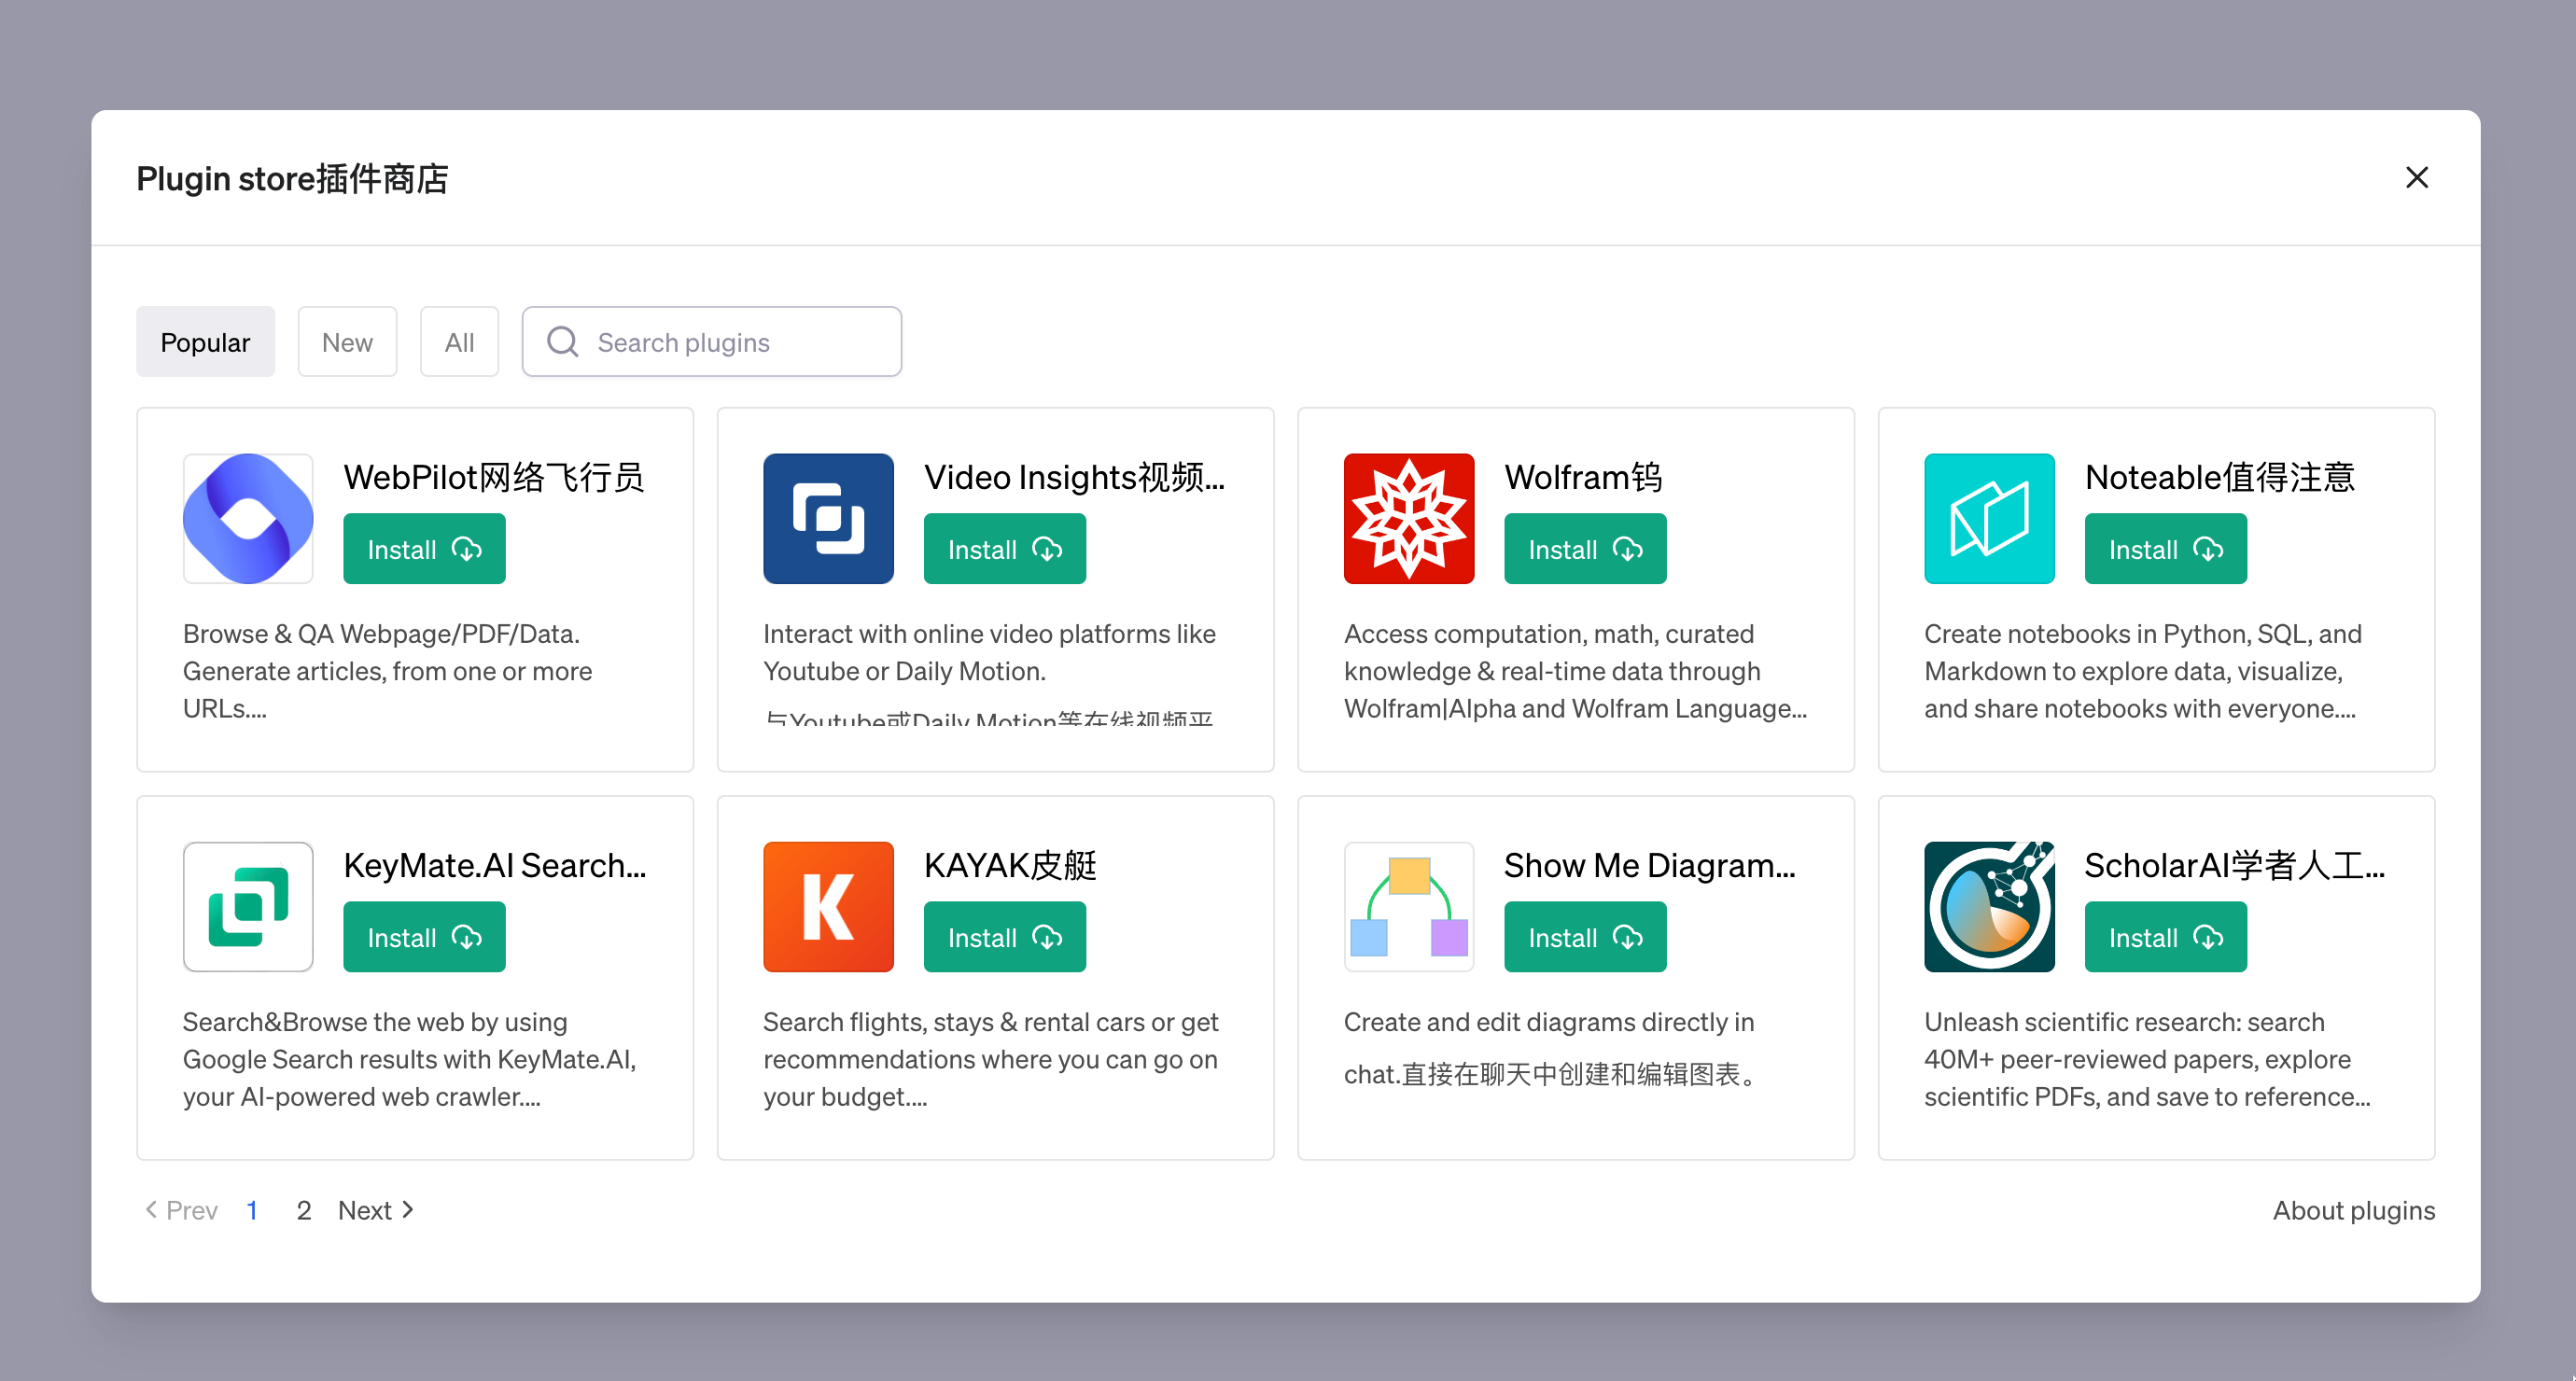 Plugin store插件商店
Popular
New
All
Search plugins
WebPilot网络飞行员
Install
Browse & QA Webpage/PDF/Data.
Generate articles, from one or more
URLs....
Video Insights视频...
Install
Interact with online video platforms like
Youtube or Daily Motion.
与Youtube或Daily Motion等在线视频平
Wolfram钨
Install
Access computation, math, curated
knowledge & real-time data through
Wolfram|Alpha and Wolfram Language...
Noteable值得注意
Install
Create notebooks in Python, SQL, and
Markdown to explore data, visualize,
and share notebooks with everyone....
KeyMate.AI Search...
Install
Search&Browse the web by using
Google Search results with KeyMate.AI,
your AI-powered web crawler....
KAYAK皮艇
Install
Search flights, stays & rental cars or get
recommendations where you can go on
your budget....
Show Me Diagram...
Install
Create and edit diagrams directly in
chat.直接在聊天中创建和编辑图表。
ScholarAI学者人工...
Install
Unleash scientific research: search
40M+ peer-reviewed papers, explore
scientific PDFs, and save to reference...
Prev 1 2 Next
About plugins